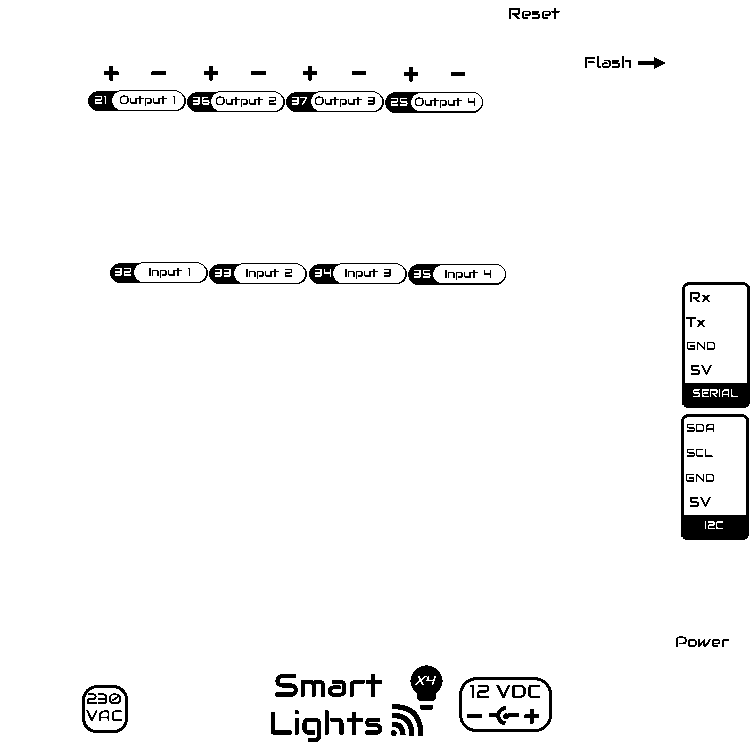 Reset
Flash
+ - + - + - + -
21 Output 1 36 Output 2 37 Output 3 25 Output 4
32 Input 1 33 Input 2 34 Input 3 35 Input 4
Rx
Tx
GND
5V
SERIAL
SDA
SCL
GND
5V
I2C
Power
230
VAC
Smart
Lights
X4
12 VDC
- +